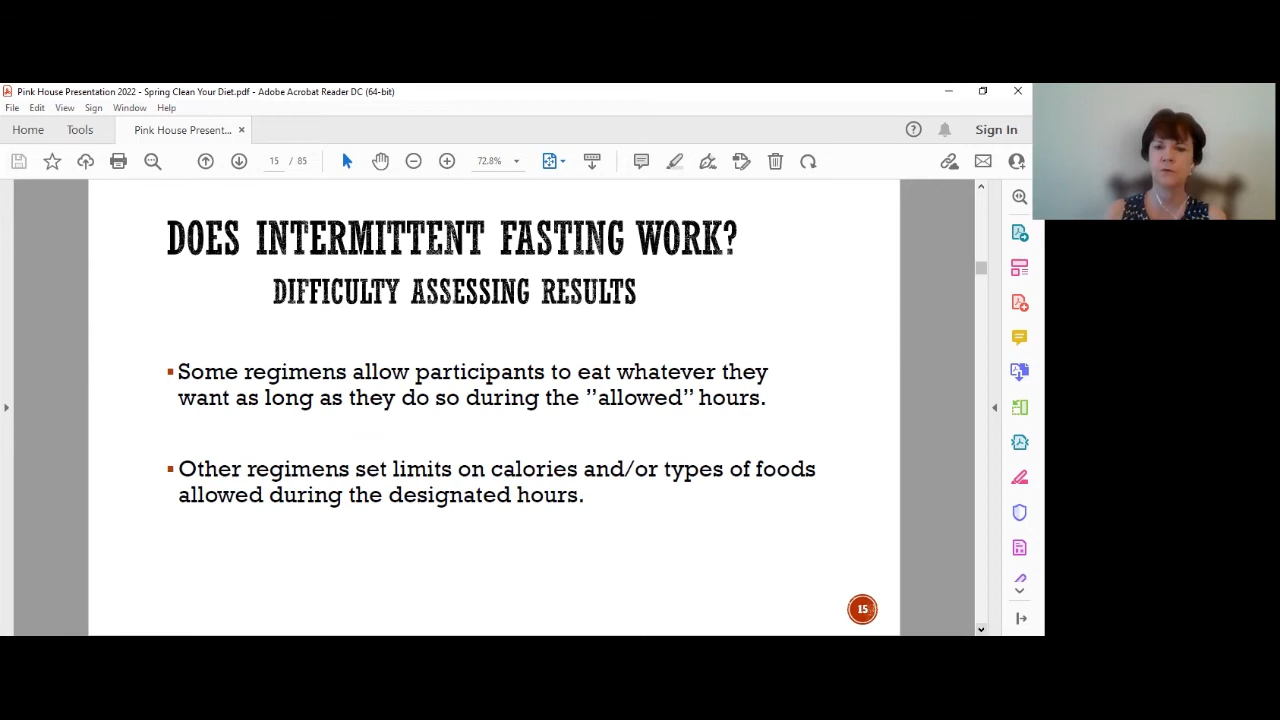 Pink House Presentation 2022 - Spring Clean Your Diet.pdf - Adobe Acrobat Reader DC (64-bit)
File Edit View Sign Window Help
Home Tools Pink House Present... Sign In
15 / 85 72.8%
DOES INTERMITTENT FASTING WORK?
DIFFICULTY ASSESSING RESULTS
Some regimens allow participants to eat whatever they
want as long as they do so during the ”allowed” hours.
Other regimens set limits on calories and/or types of foods
allowed during the designated hours.
15